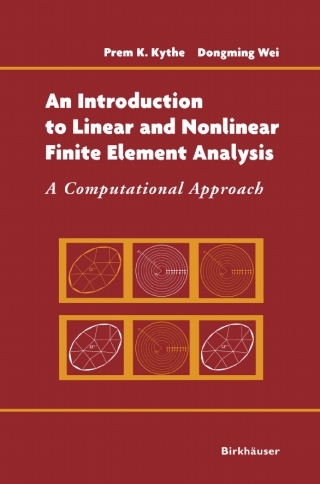 Prem K. Kythe Dongming Wei
An Introduction
to Linear and Nonlinear
Finite Element Analysis
A Computational Approach
Birkhäuser